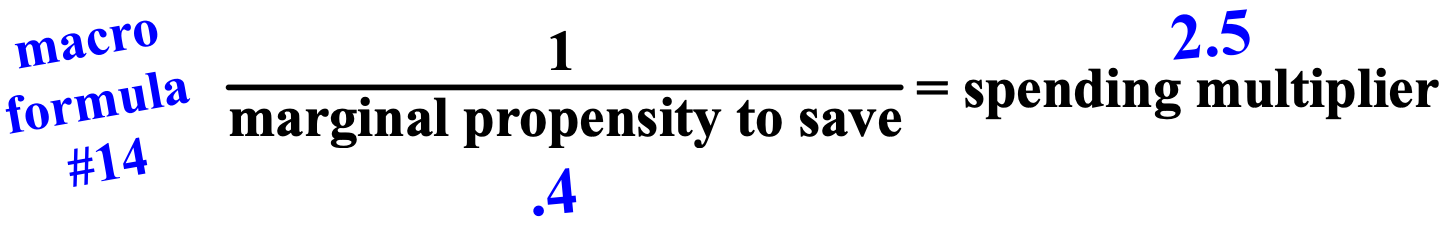 macro
formula
#14
1
marginal propensity to save
.4
= spending multiplier
2.5